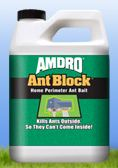 AMDRO®
Ant Block®
Home Perimeter Ant Bait
Kills Ants Outside,
So They Can't Come Inside!